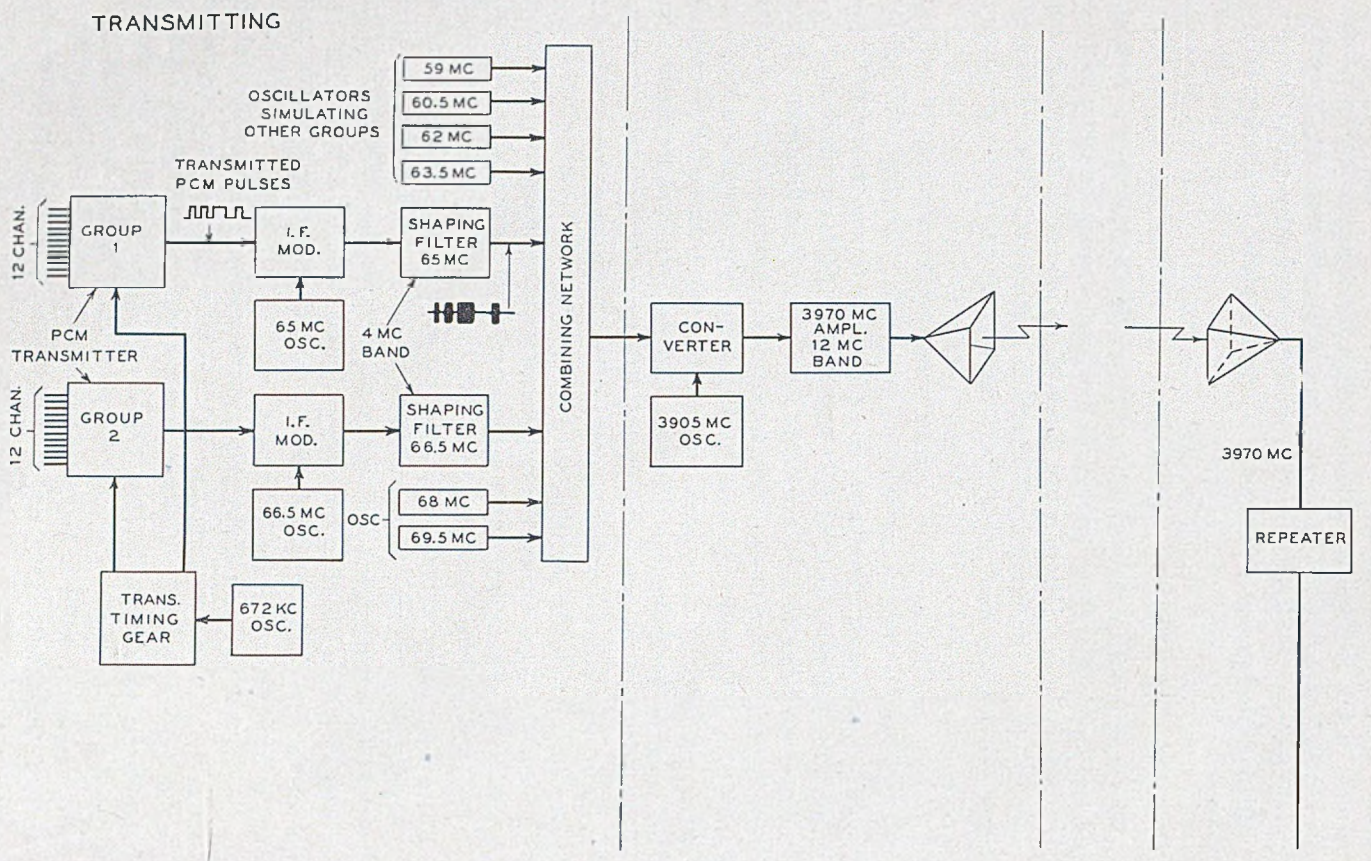 TRANSMITTING
59 MC
OSCILLATORS
SIMULATING
OTHER GROUPS
60.5 MC
62 MC
63.5 MC
TRANSMITTED
PCM PULSES
12 CHAN.
GROUP
1
I.F.
MOD.
SHAPING
FILTER
65 MC
65 MC
OSC.
4 MC
BAND
PCM
TRANSMITTER
12 CHAN.
GROUP
2
I.F.
MOD.
SHAPING
FILTER
66.5 MC
66.5 MC
OSC.
OSC
68 MC
69.5 MC
TRANS.
TIMING
GEAR
672 KC
OSC.
COMBINING NETWORK
CON-
VERTER
3905 MC
OSC.
3970 MC
AMPL.
12 MC
BAND
3970 MC
REPEATER